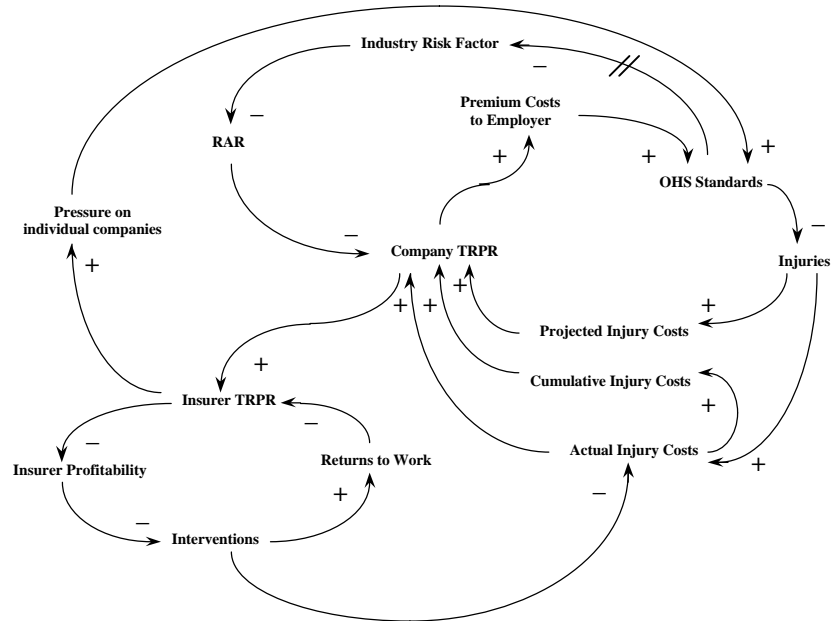 Industry Risk Factor
−
Premium Costs
to Employer
−
RAR
+
+
+
OHS Standards
Pressure on
individual companies
−
−
Company TRPR
Injuries
+
+
+
+
+
Projected Injury Costs
+
Cumulative Injury Costs
Insurer TRPR
−
+
−
Insurer Profitability
Returns to Work
Actual Injury Costs
+
+
−
−
Interventions